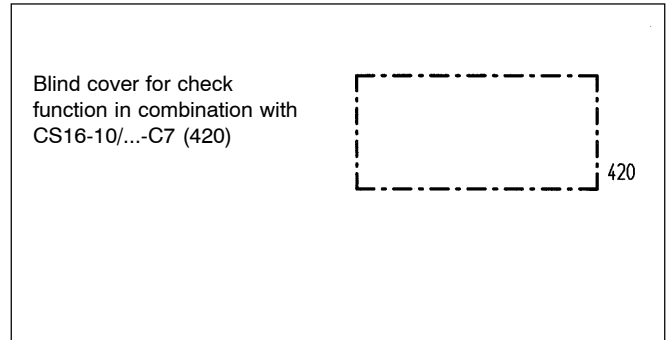 Blind cover for check
function in combination with
CS16-10/...-C7 (420)
420